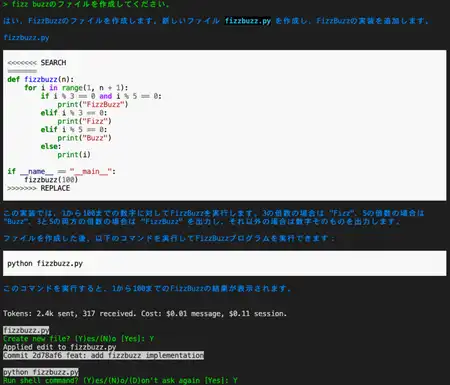 > fizz buzzのファイルを作成してください。
はい、FizzBuzzのファイルを作成します。新しいファイル fizzbuzz.py を作成し、FizzBuzzの実装を追加します。
fizzbuzz.py
<<<<<<< SEARCH
=======
def fizzbuzz(n):
    for i in range(1, n + 1):
        if i % 3 == 0 and i % 5 == 0:
            print("FizzBuzz")
        elif i % 3 == 0:
            print("Fizz")
        elif i % 5 == 0:
            print("Buzz")
        else:
            print(i)
if __name__ == "__main__":
    fizzbuzz(100)
>>>>>>> REPLACE
この実装では、1から100までの数字に対してFizzBuzzを実行します。3の倍数の場合は "Fizz"、5の倍数の場合は
"Buzz"、3と5の両方の倍数の場合は "FizzBuzz" を出力し、それ以外の場合は数字そのものを出力します。
ファイルを作成した後、以下のコマンドを実行してFizzBuzzプログラムを実行できます：
python fizzbuzz.py
このコマンドを実行すると、1から100までのFizzBuzzの結果が表示されます。
Tokens: 2.4k sent, 317 received. Cost: $0.01 message, $0.11 session.
fizzbuzz.py
Create new file? (Y)es/(N)o [Yes]: Y
Applied edit to fizzbuzz.py
Commit 2d78af6 feat: add fizzbuzz implementation
python fizzbuzz.py
Run shell command? (Y)es/(N)o/(D)on't ask again [Yes]: Y